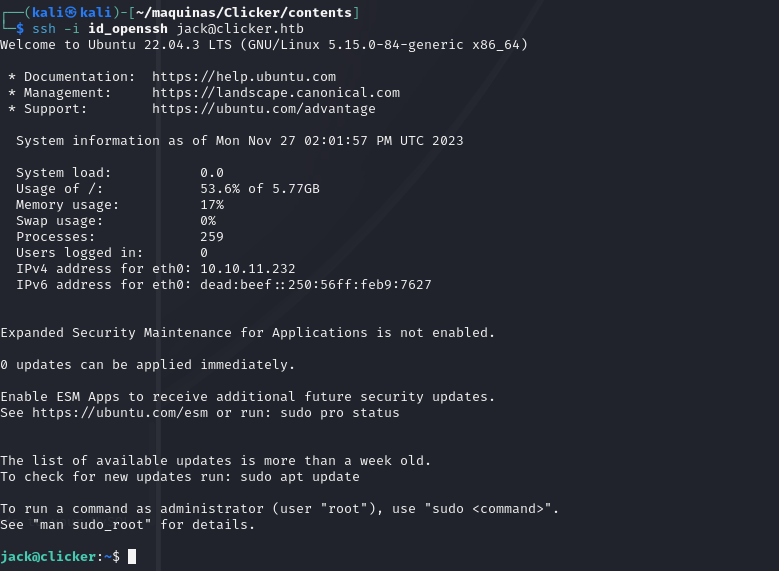 ┌──(kali㉿kali)-[~/maquinas/Clicker/contents]
└─$ ssh -i id_openssh jack@clicker.htb
Welcome to Ubuntu 22.04.3 LTS (GNU/Linux 5.15.0-84-generic x86_64)
* Documentation:  https://help.ubuntu.com
* Management:     https://landscape.canonical.com
* Support:        https://ubuntu.com/advantage
System information as of Mon Nov 27 02:01:57 PM UTC 2023
System load:           0.0
Usage of /:            53.6% of 5.77GB
Memory usage:          17%
Swap usage:            0%
Processes:             259
Users logged in:       0
IPv4 address for eth0: 10.10.11.232
IPv6 address for eth0: dead:beef::250:56ff:feb9:7627
Expanded Security Maintenance for Applications is not enabled.
0 updates can be applied immediately.
Enable ESM Apps to receive additional future security updates.
See https://ubuntu.com/esm or run: sudo pro status
The list of available updates is more than a week old.
To check for new updates run: sudo apt update
To run a command as administrator (user "root"), use "sudo <command>".
See "man sudo_root" for details.
jack@clicker:~$